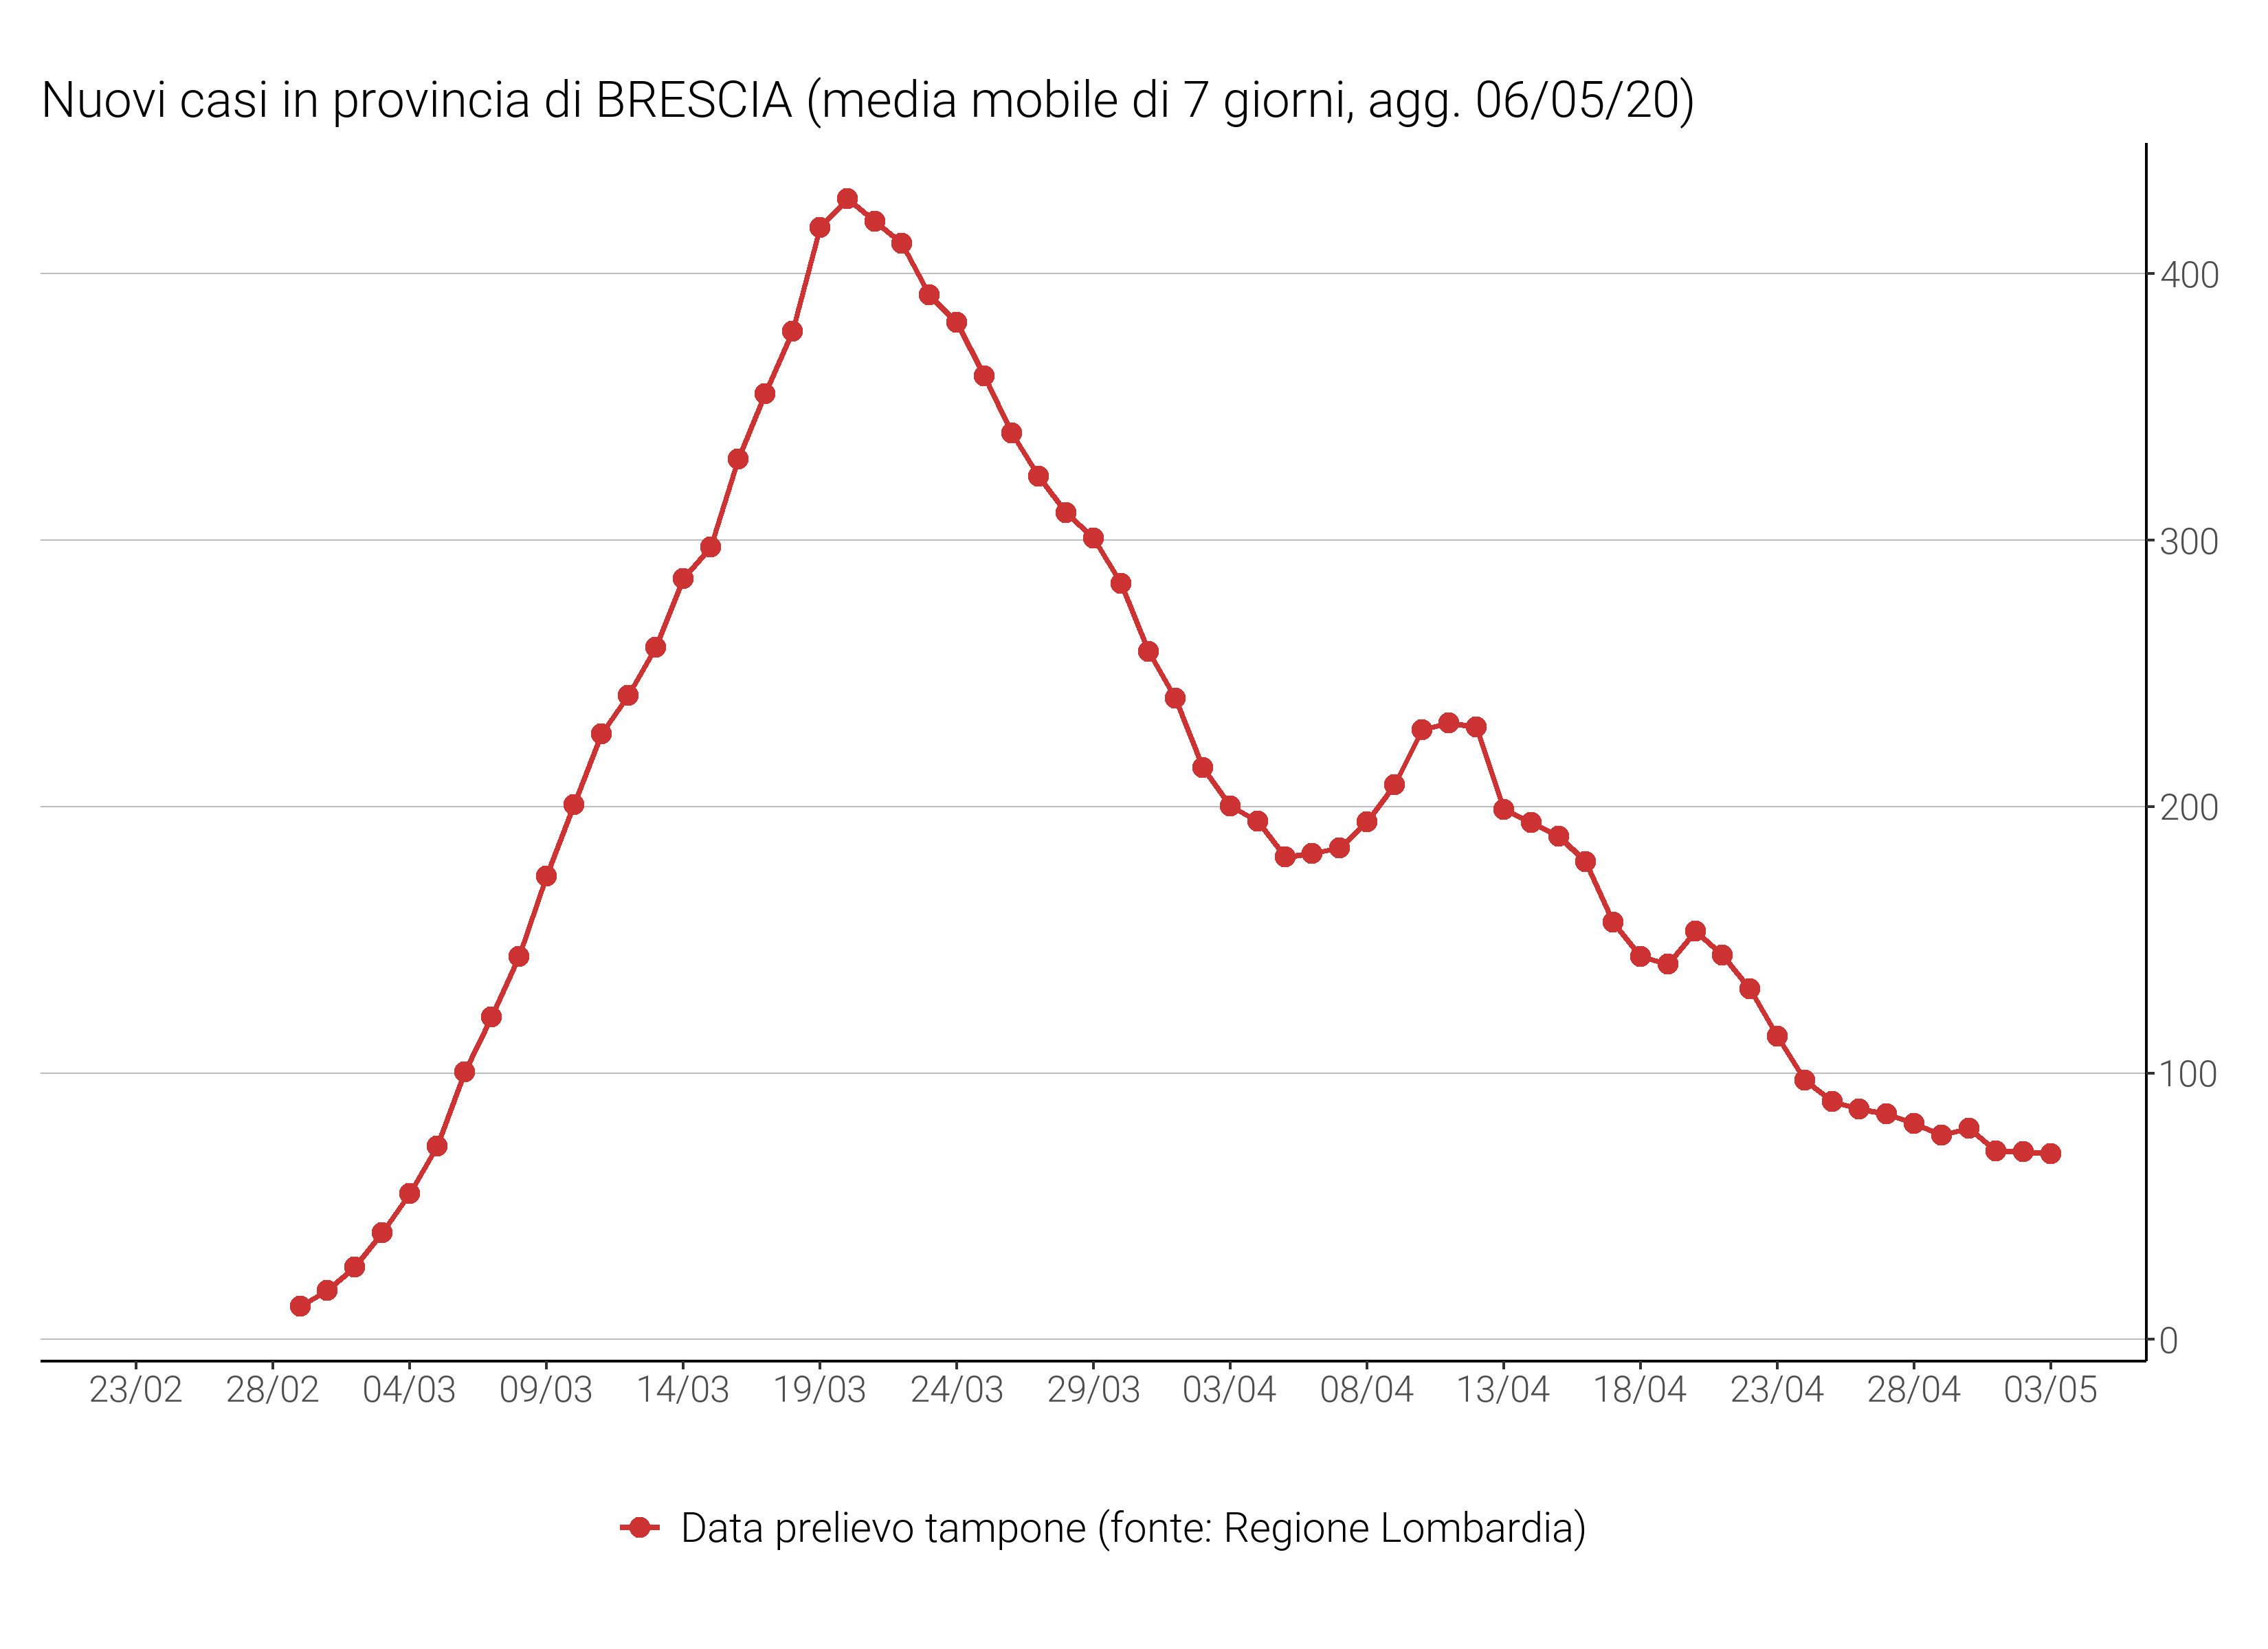 Nuovi casi in provincia di BRESCIA (media mobile di 7 giorni, agg. 06/05/20)
400
300
200
100
0
23/02 28/02 04/03 09/03 14/03 19/03 24/03 29/03 03/04 08/04 13/04 18/04 23/04 28/04 03/05
Data prelievo tampone (fonte: Regione Lombardia)